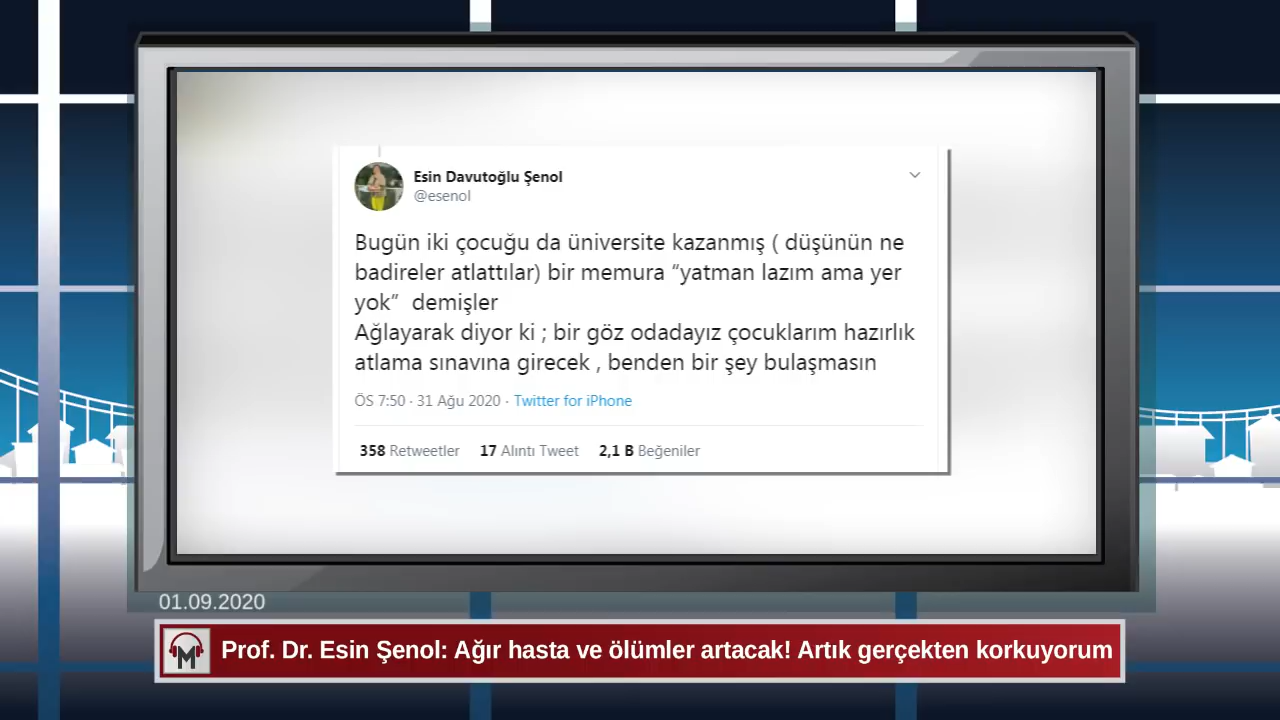 Esin Davutoğlu Şenol
@esenol
Bugün iki çocuğu da üniversite kazanmış ( düşünün ne
badireler atlattılar) bir memura “yatman lazım ama yer
yok” demişler
Ağlayarak diyor ki ; bir göz odadayız çocuklarım hazırlık
atlama sınavına girecek , benden bir şey bulaşmasın
ÖS 7:50 · 31 Ağu 2020 · Twitter for iPhone
358 Retweetler 17 Alıntı Tweet 2,1 B Beğeniler
01.09.2020
M Prof. Dr. Esin Şenol: Ağır hasta ve ölümler artacak! Artık gerçekten korkuyorum